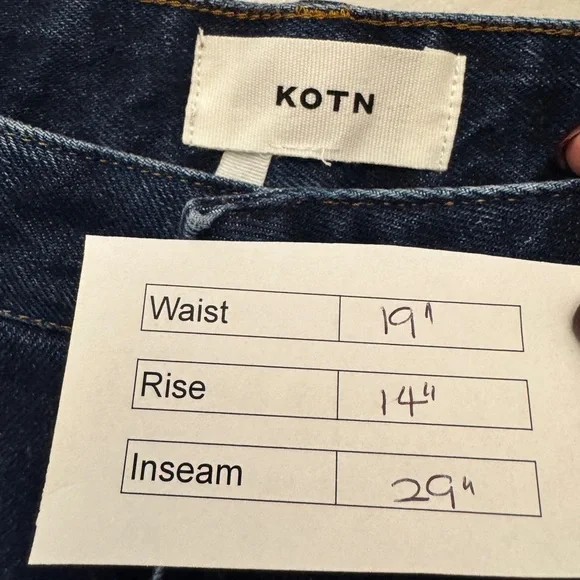 KOTN
Waist 19"
Rise 14"
Inseam 29"